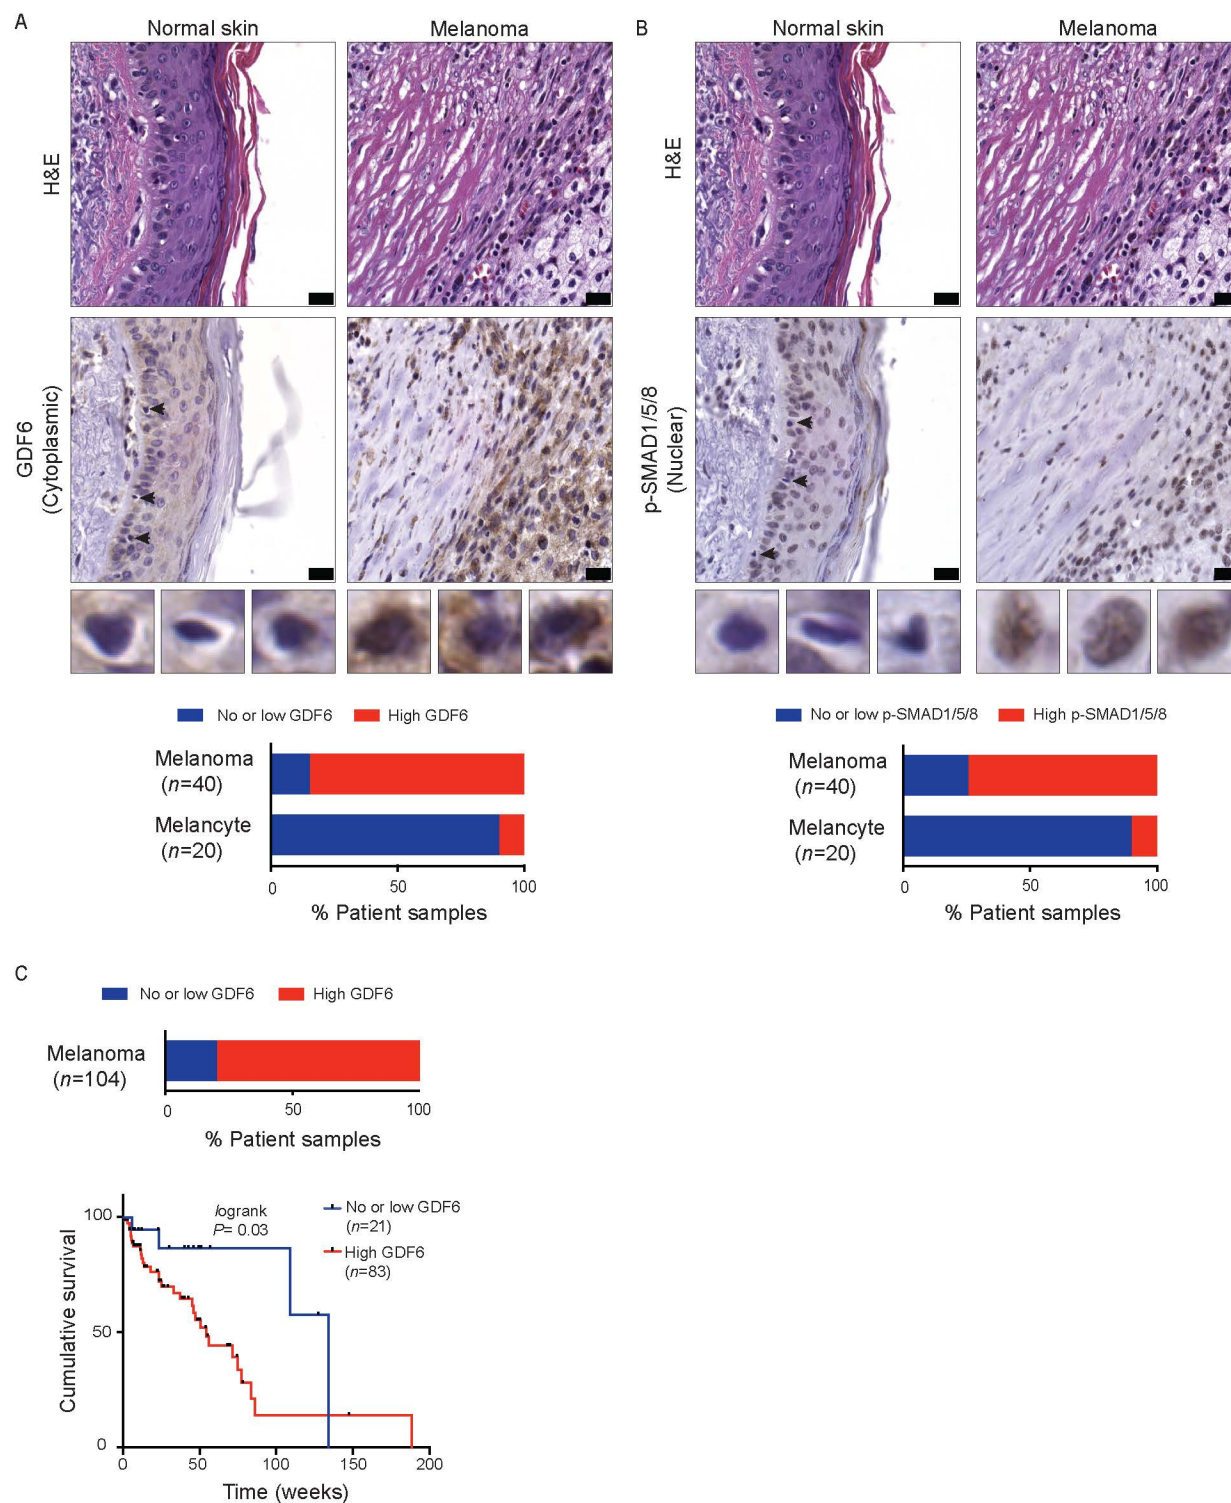 A
Normal skin
Melanoma
H&E
GDF6
(Cytoplasmic)
No or low GDF6
High GDF6
Melanoma
(n=40)
Melancyte
(n=20)
0
50
100
% Patient samples
B
Normal skin
Melanoma
H&E
p-SMAD1/5/8
(Nuclear)
No or low p-SMAD1/5/8
High p-SMAD1/5/8
Melanoma
(n=40)
Melancyte
(n=20)
0
50
100
% Patient samples
C
No or low GDF6
High GDF6
Melanoma
(n=104)
0
50
100
% Patient samples
logrank
P= 0.03
No or low GDF6
(n=21)
High GDF6
(n=83)
Cumulative survival
100
50
0
0
50
100
150
200
Time (weeks)